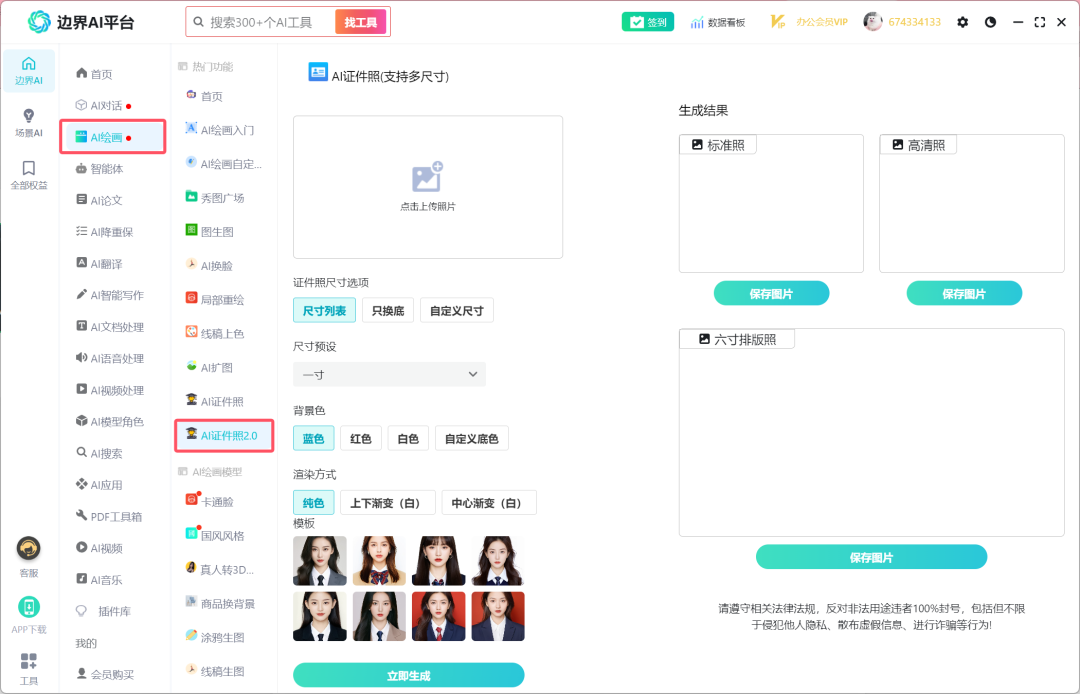 边界AI平台
搜索300+个AI工具
找工具
签到
数据看板
办公会员VIP
674334133
边界AI
场景AI
全部权益
客服
APP下载
工具
首页
AI对话
AI绘画
智能体
AI论文
AI降重保
AI翻译
AI智能写作
AI文档处理
AI语音处理
AI视频处理
AI模型角色
AI搜索
AI应用
PDF工具箱
AI视频
AI音乐
插件库
我的
会员购买
热门功能
首页
AI绘画入门
AI绘画自定...
秀图广场
图生图
AI换脸
局部重绘
线稿上色
AI扩图
AI证件照
AI证件照2.0
AI绘画模型
卡通脸
国风风格
真人转3D...
商品换背景
涂鸦生图
线稿生图
AI证件照(支持多尺寸)
点击上传照片
证件照尺寸选项
尺寸列表
只换底
自定义尺寸
尺寸预设
一寸
背景色
蓝色
红色
白色
自定义底色
渲染方式
纯色
上下渐变（白）
中心渐变（白）
模板
立即生成
生成结果
标准照
高清照
保存图片
保存图片
六寸排版照
保存图片
请遵守相关法律法规，反对非法用途违者100%封号，包括但不限
于侵犯他人隐私、散布虚假信息、进行诈骗等行为!